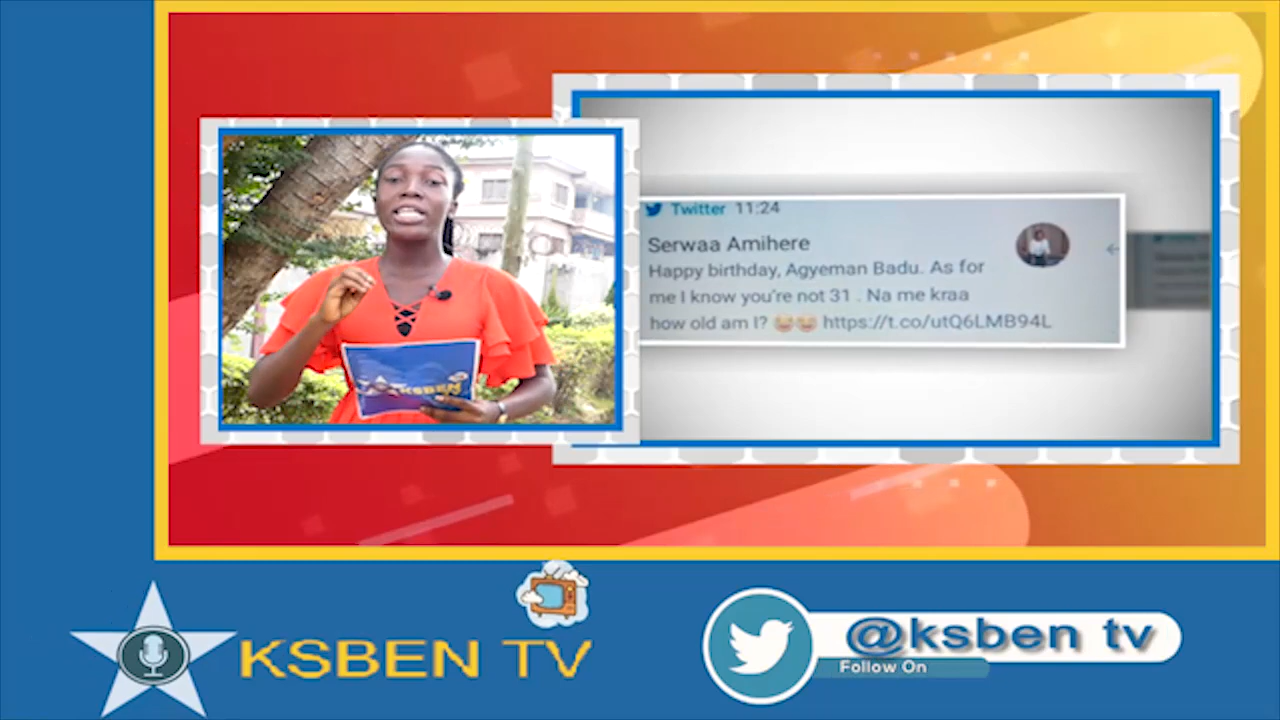 Twitter 11:24
Serwaa Amihere
Happy birthday, Agyeman Badu. As for
me I know you're not 31 . Na me kraa
how old am I? 😂😂 https://t.co/utQ6LMB94L
KSBEN
KSBEN TV
@ksben tv
Follow On